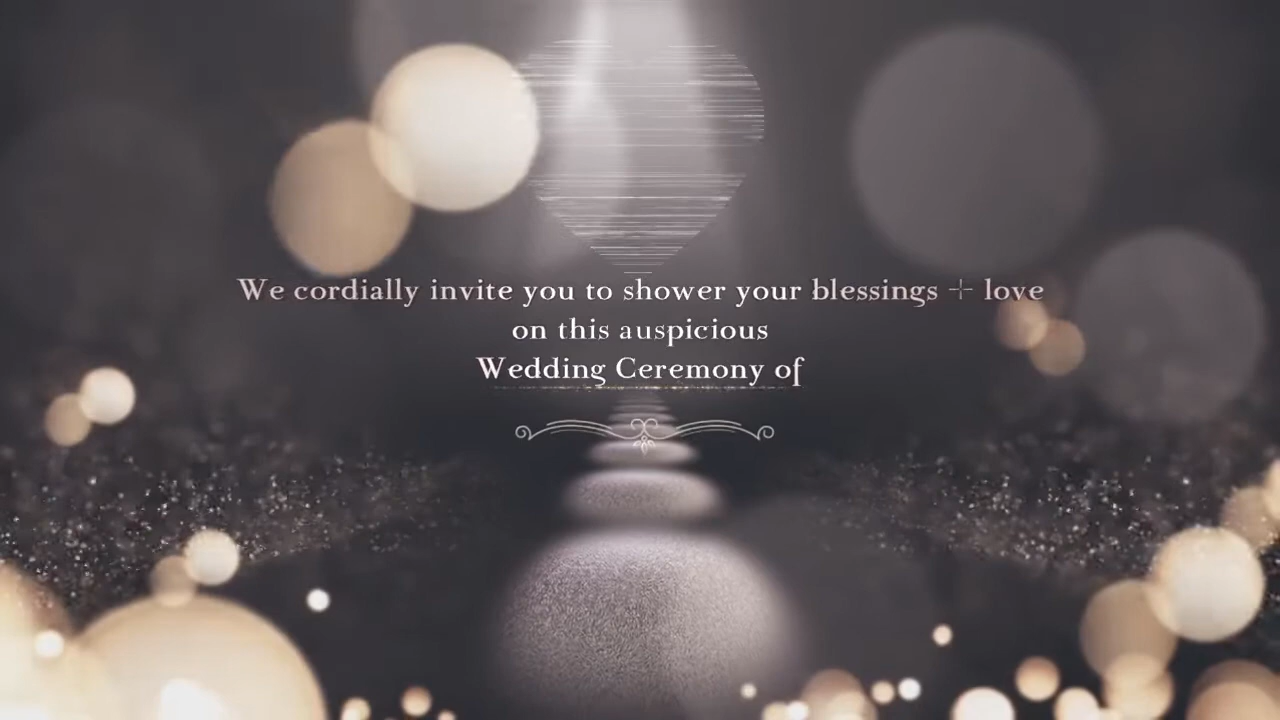 We cordially invite you to shower your blessings + love
on this auspicious
Wedding Ceremony of